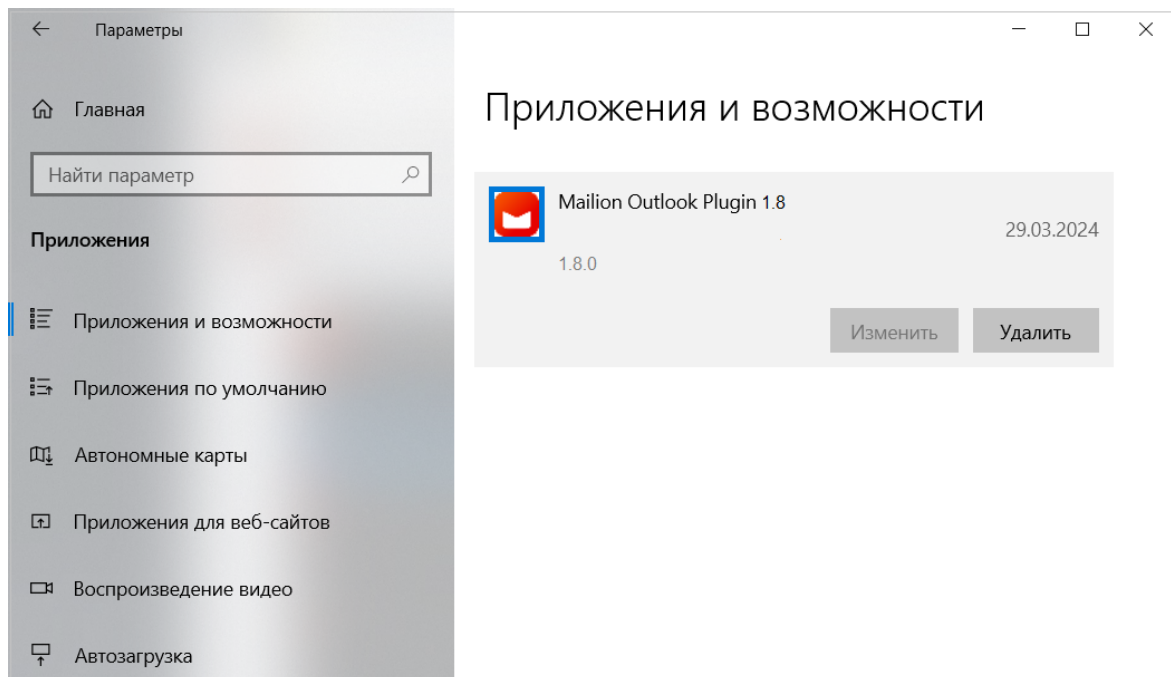 Параметры
Главная
Найти параметр
Приложения
Приложения и возможности
Приложения по умолчанию
Автономные карты
Приложения для веб-сайтов
Воспроизведение видео
Автозагрузка
Приложения и возможности
Mailion Outlook Plugin 1.8
29.03.2024
1.8.0
Изменить
Удалить